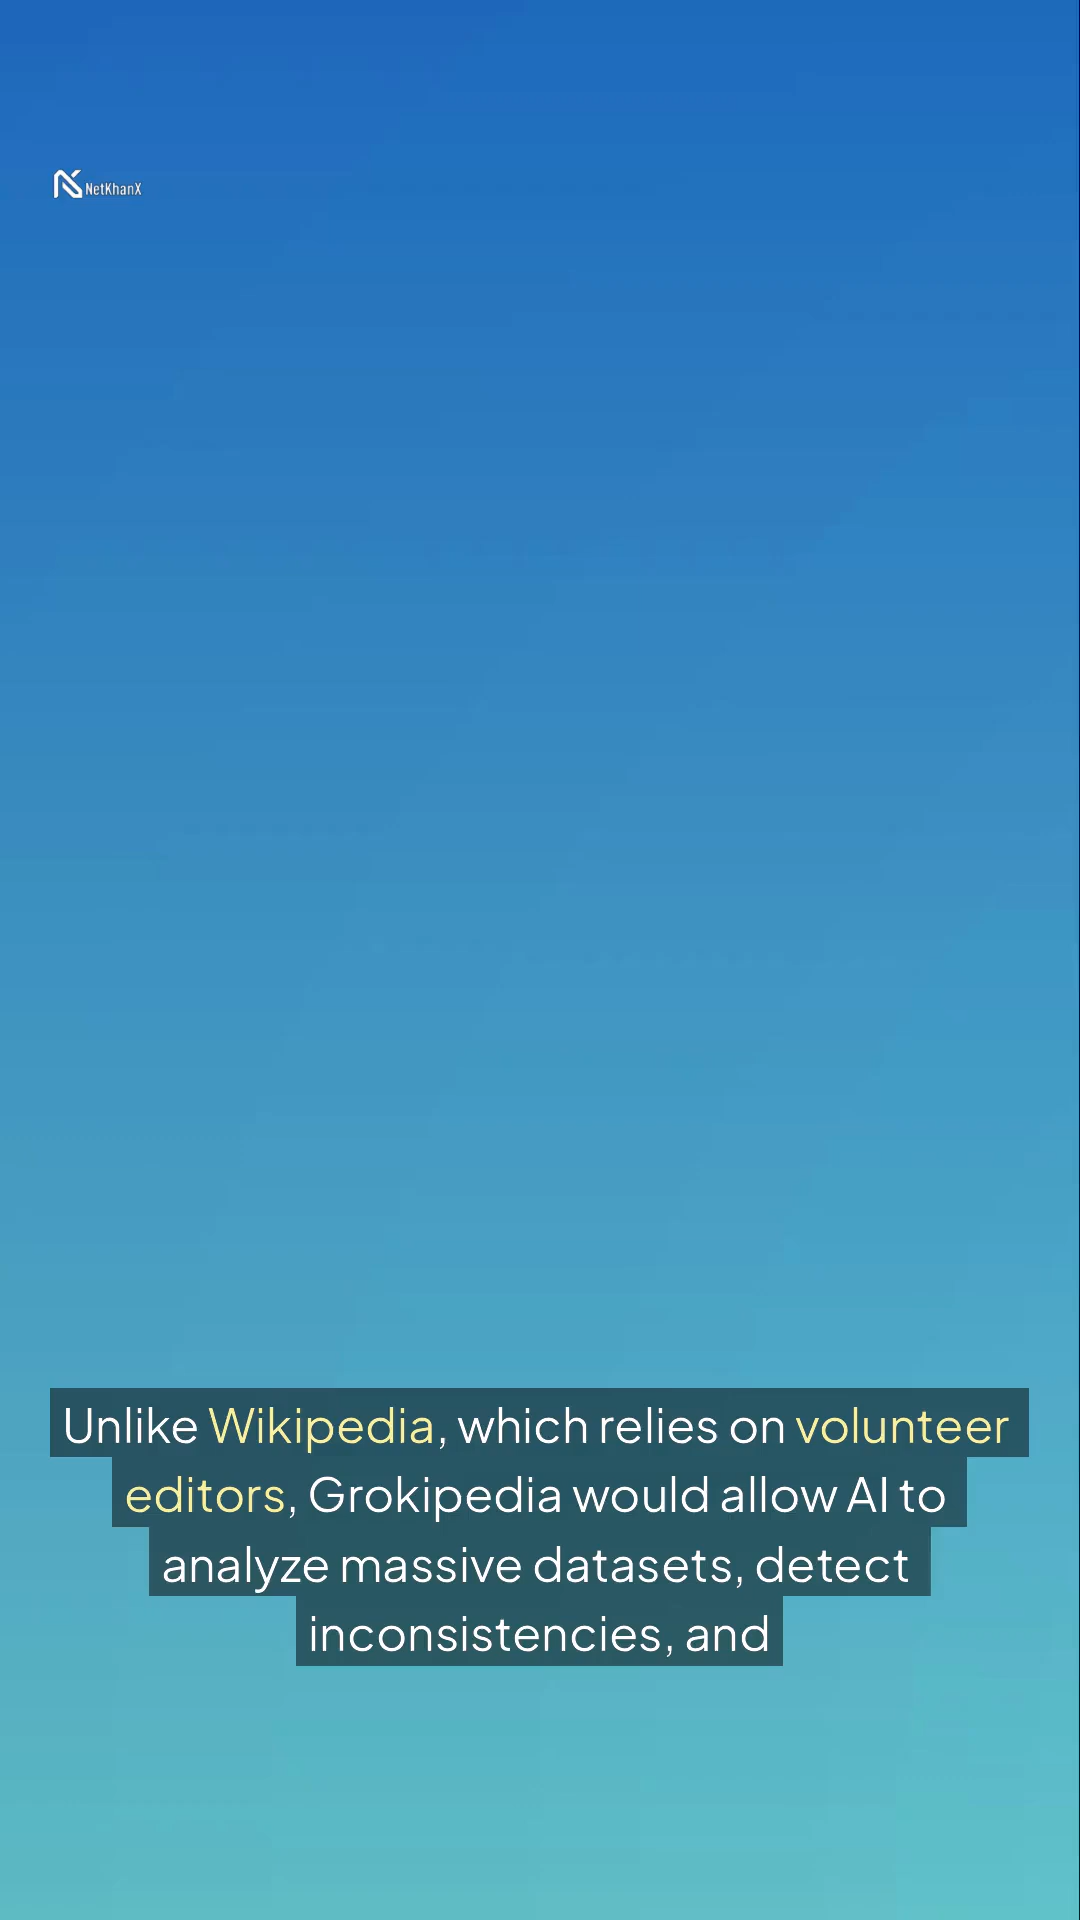 NetKhanX
Unlike Wikipedia, which relies on volunteer
editors, Grokipedia would allow AI to
analyze massive datasets, detect
inconsistencies, and